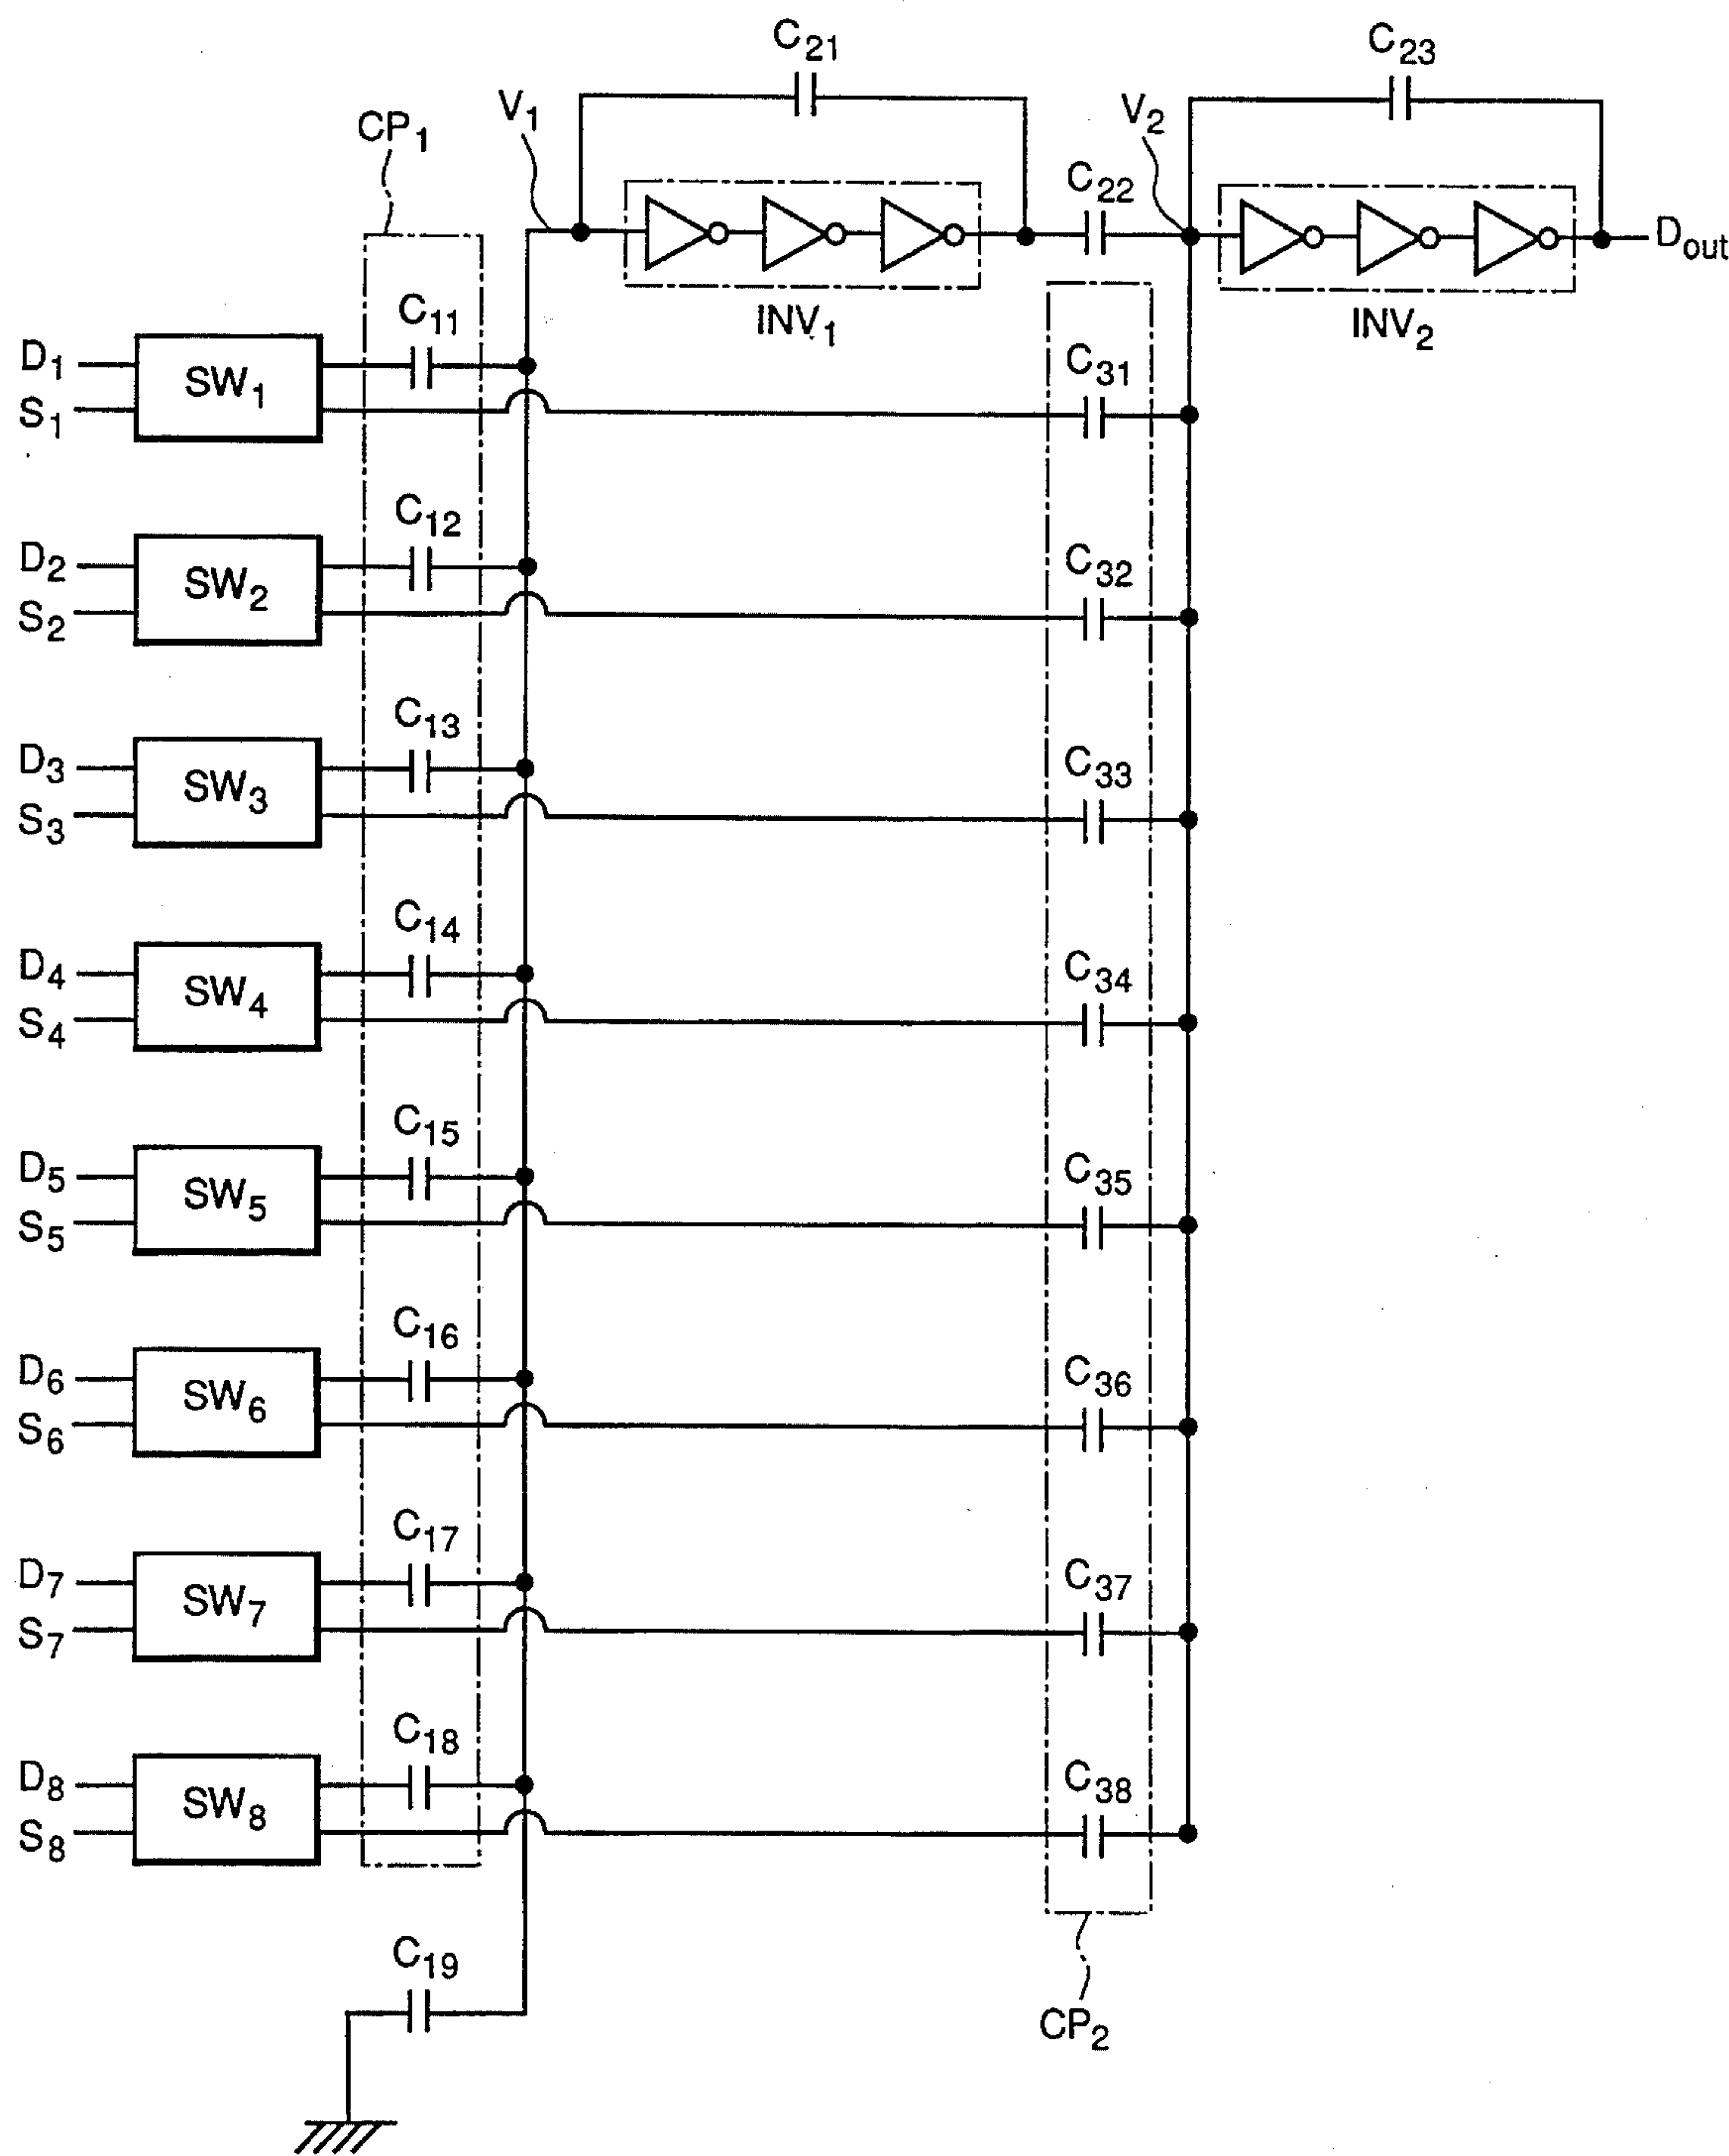 C21
C23
V1
V2
CP1
C22
Dout
INV1
INV2
C11
C31
D1
SW1
S1
C12
C32
D2
SW2
S2
C13
C33
D3
SW3
S3
C14
C34
D4
SW4
S4
C15
C35
D5
SW5
S5
C16
C36
D6
SW6
S6
C17
C37
D7
SW7
S7
C18
C38
D8
SW8
S8
C19
CP2